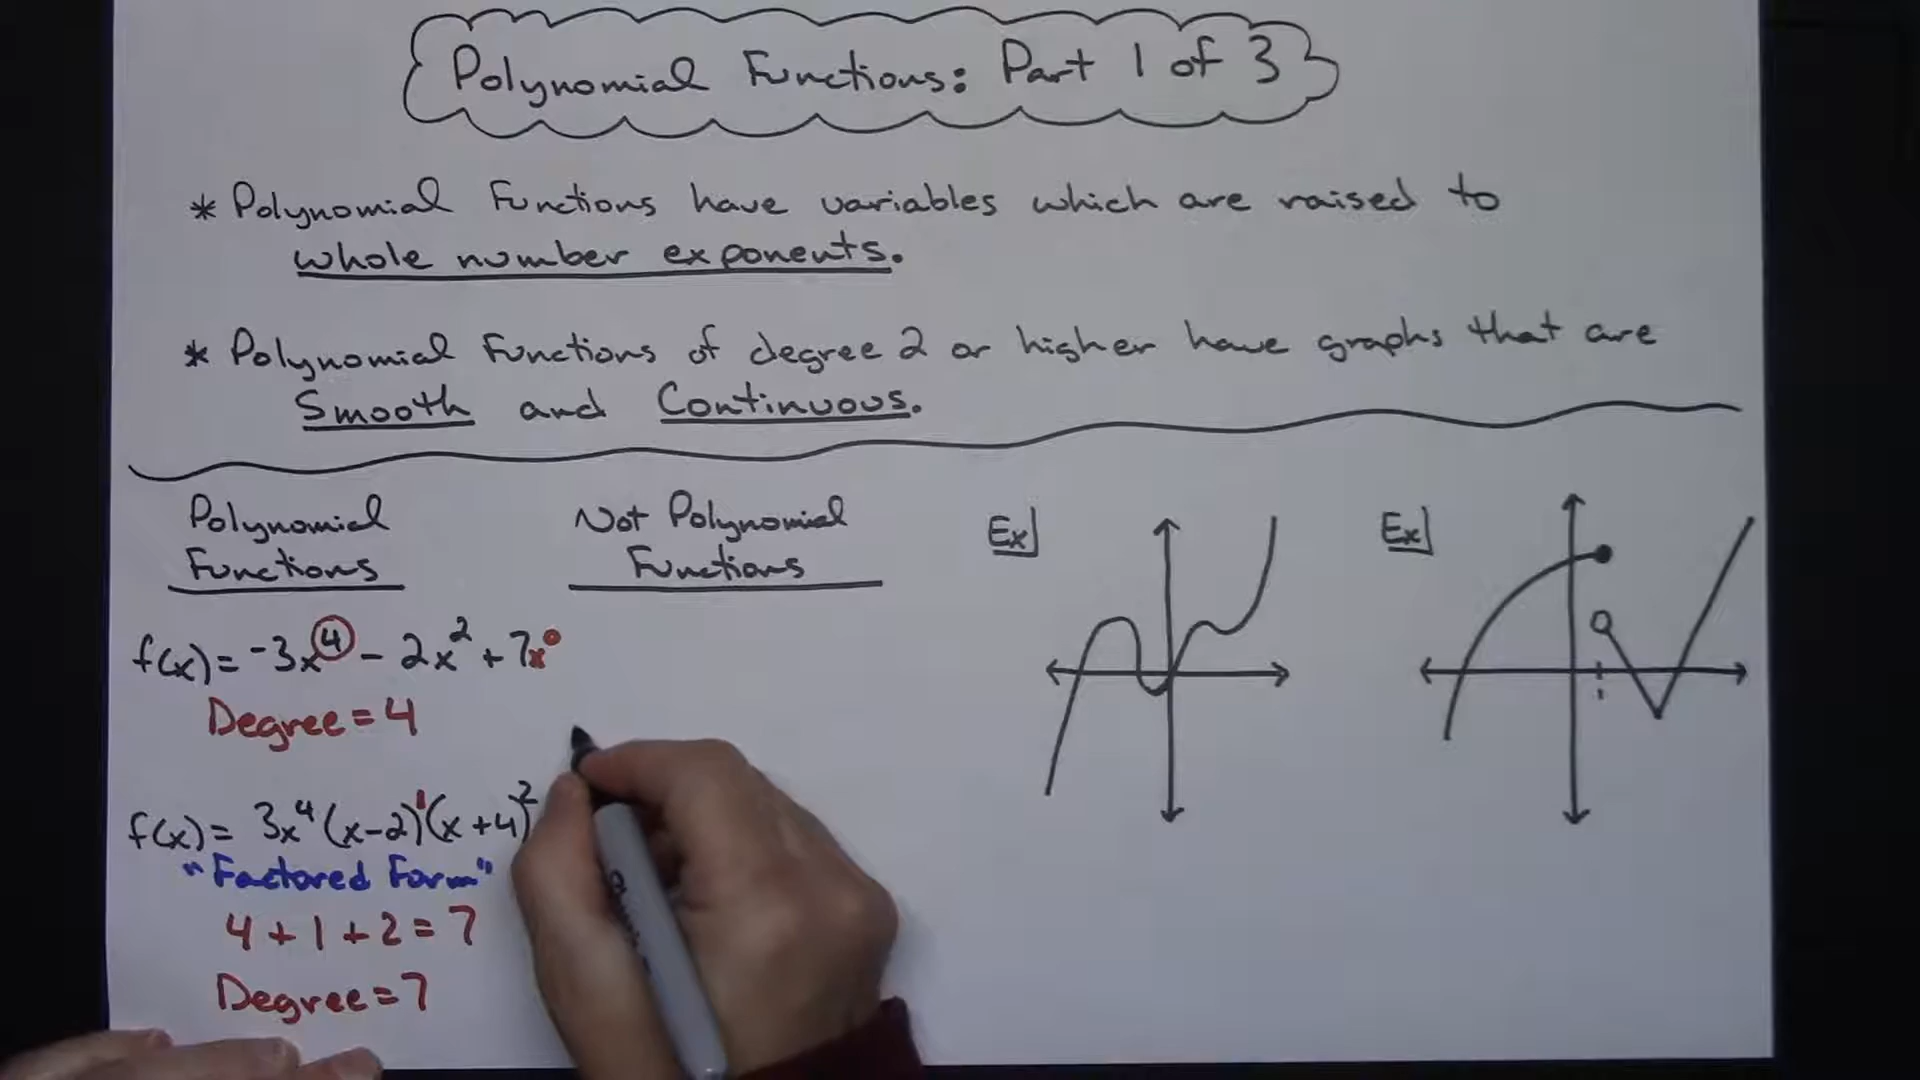 Polynomial Functions: Part 1 of 3
* Polynomial Functions have variables which are raised to
whole number exponents.
* Polynomial Functions of degree 2 or higher have graphs that are
Smooth and Continuous.
Polynomial
Functions
Not Polynomial
Functions
Ex]
Ex]
f(x) = -3x⁴ - 2x² + 7x⁰
Degree = 4
f(x) = 3x⁴(x-2)¹(x+4)²
"Factored Form"
4 + 1 + 2 = 7
Degree = 7